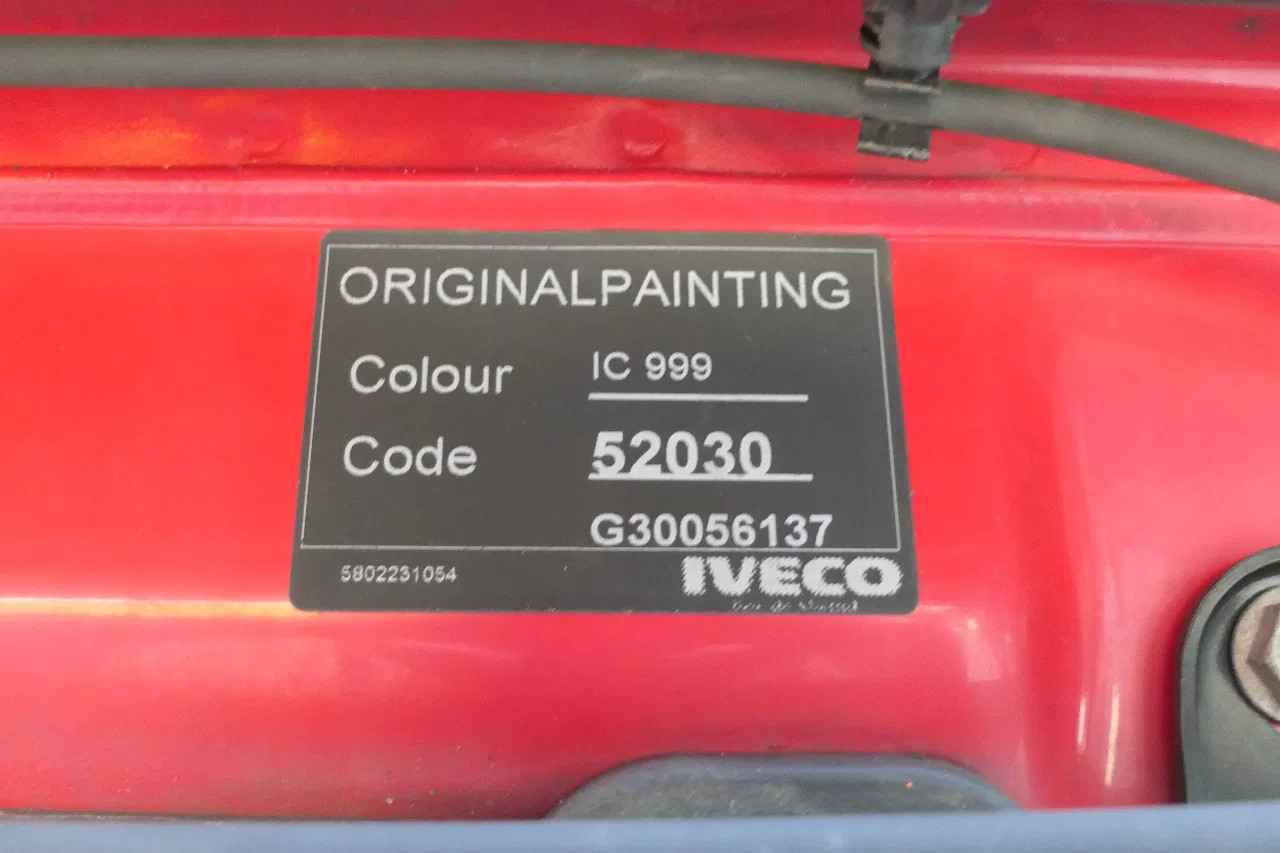 ORIGINALPAINTING
Colour IC 999
Code 52030
G30056137
5802231054 IVECO